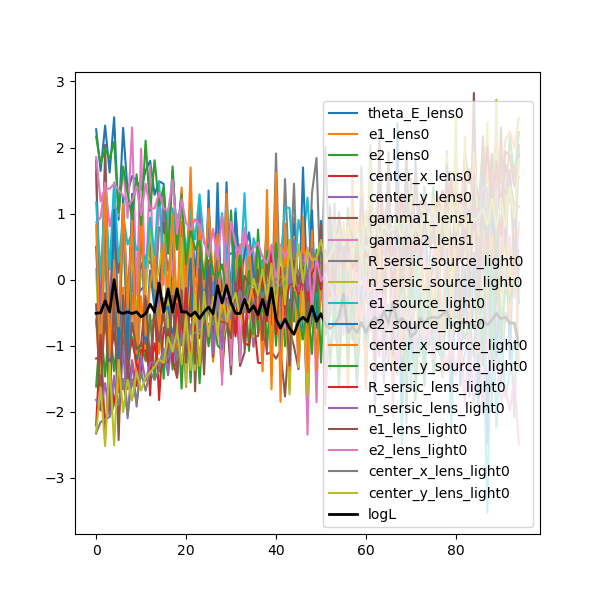 3
2
1
0
−1
−2
−3
0
20
40
60
80
theta_E_lens0
e1_lens0
e2_lens0
center_x_lens0
center_y_lens0
gamma1_lens1
gamma2_lens1
R_sersic_source_light0
n_sersic_source_light0
e1_source_light0
e2_source_light0
center_x_source_light0
center_y_source_light0
R_sersic_lens_light0
n_sersic_lens_light0
e1_lens_light0
e2_lens_light0
center_x_lens_light0
center_y_lens_light0
logL